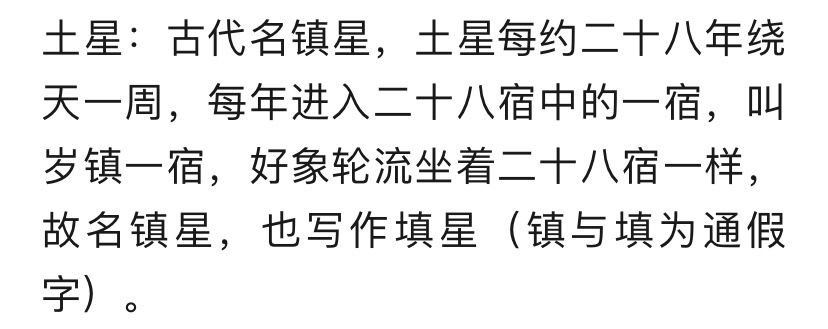 土星：古代名镇星，土星每约二十八年绕
天一周，每年进入二十八宿中的一宿，叫
岁镇一宿，好象轮流坐着二十八宿一样，
故名镇星，也写作填星（镇与填为通假
字）。